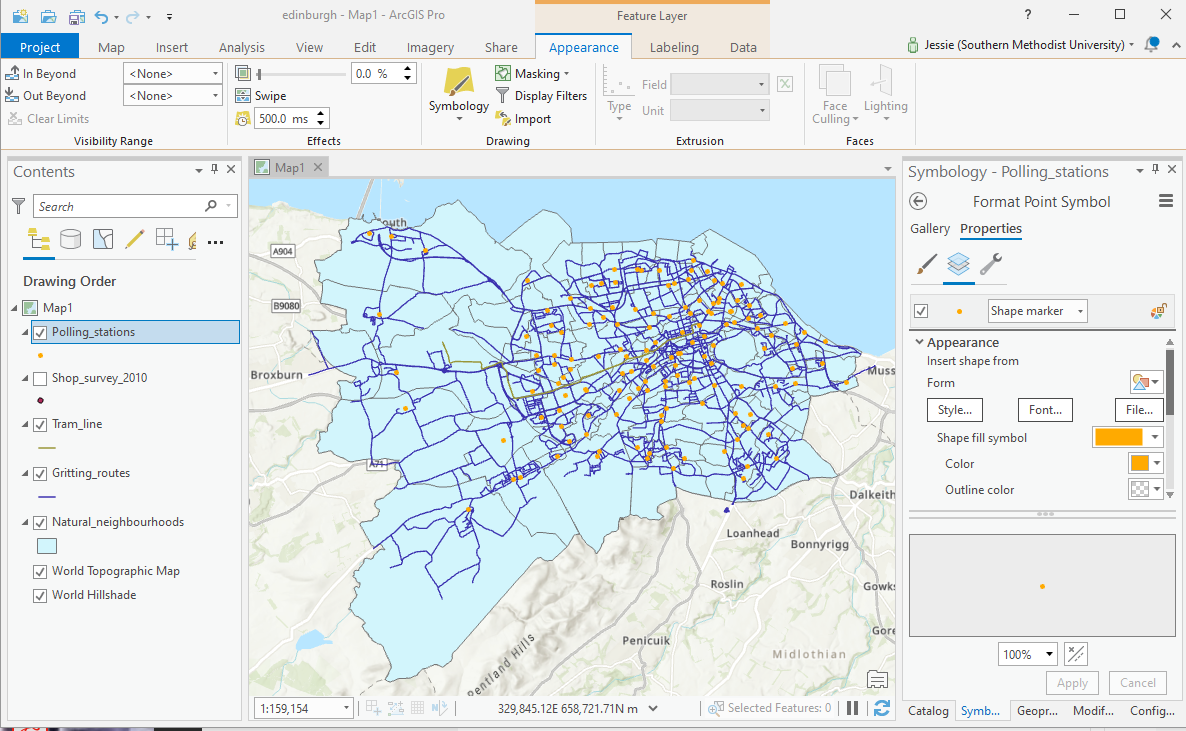 edinburgh - Map1 - ArcGIS Pro
Feature Layer
?
Project Map Insert Analysis View Edit Imagery Share Appearance Labeling Data
Jessie (Southern Methodist University)
In Beyond <None>
Out Beyond <None>
Clear Limits
Visibility Range
0.0 %
Swipe
500.0 ms
Effects
Symbology
Masking
Display Filters
Import
Drawing
Type
Field
Unit
Extrusion
Face Culling
Lighting
Faces
Contents
Search
Drawing Order
Map1
Polling_stations
Shop_survey_2010
Tram_line
Gritting_routes
Natural_neighbourhoods
World Topographic Map
World Hillshade
Map1
South
A904
B9080
Broxburn
Muss
A71
Dalkeith
Loanhead
Bonnyrigg
Roslin
Gowks
Gore
Penicuik
Midlothian
Pentland Hills
1:159,154
329,845.12E 658,721.71N m
Selected Features: 0
Symbology - Polling_stations
Format Point Symbol
Gallery Properties
Shape marker
Appearance
Insert shape from
Form
Style... Font... File...
Shape fill symbol
Color
Outline color
100%
Apply Cancel
Catalog Symb... Geopr... Modif... Config...